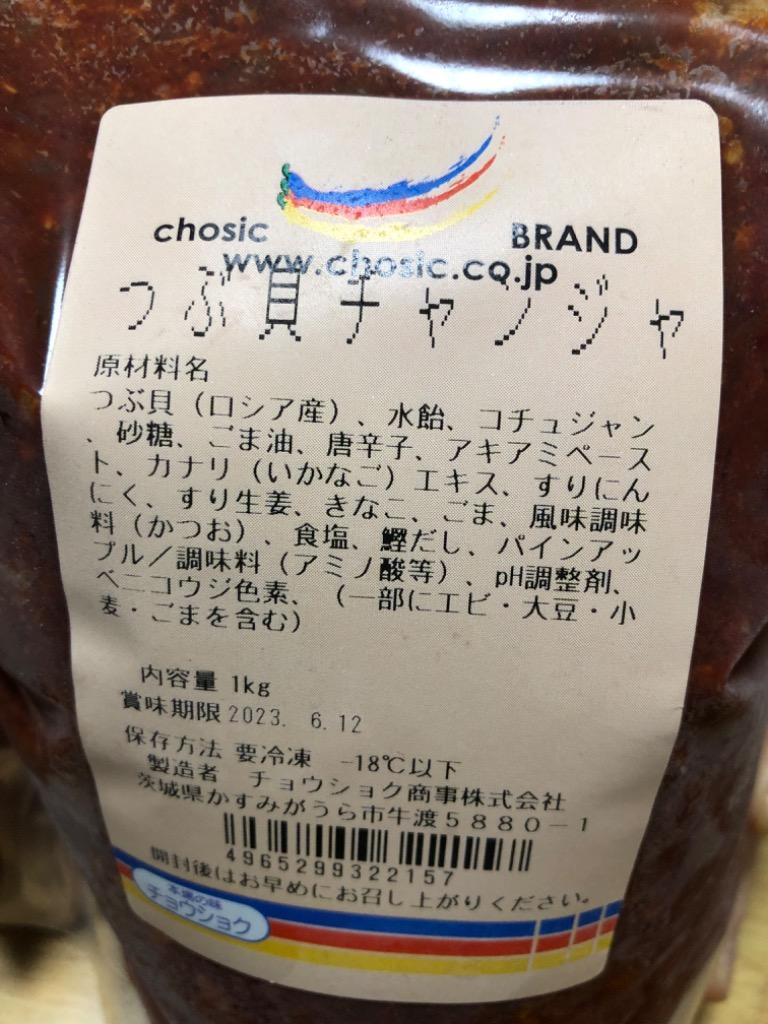 chosic BRAND
www.chosic.co.jp
つぶ貝チャンジャ
原材料名
つぶ貝（ロシア産）、水飴、コチュジャン
、砂糖、ごま油、唐辛子、アキアミペース
ト、カナリ（いかなご）エキス、すりにん
にく、すり生姜、きなこ、ごま、風味調味
料（かつお）、食塩、鰹だし、パインアッ
プル／調味料（アミノ酸等）、pH調整剤、
ベニコウジ色素、（一部にエビ・大豆・小
麦・ごまを含む）
内容量 1kg
賞味期限 2023. 6.12
保存方法 要冷凍 -18℃以下
製造者 チョウショク商事株式会社
茨城県かすみがうら市牛渡５８８０－１
4965299322157
開封後はお早めにお召し上がりください。
本場の味
チョウショク